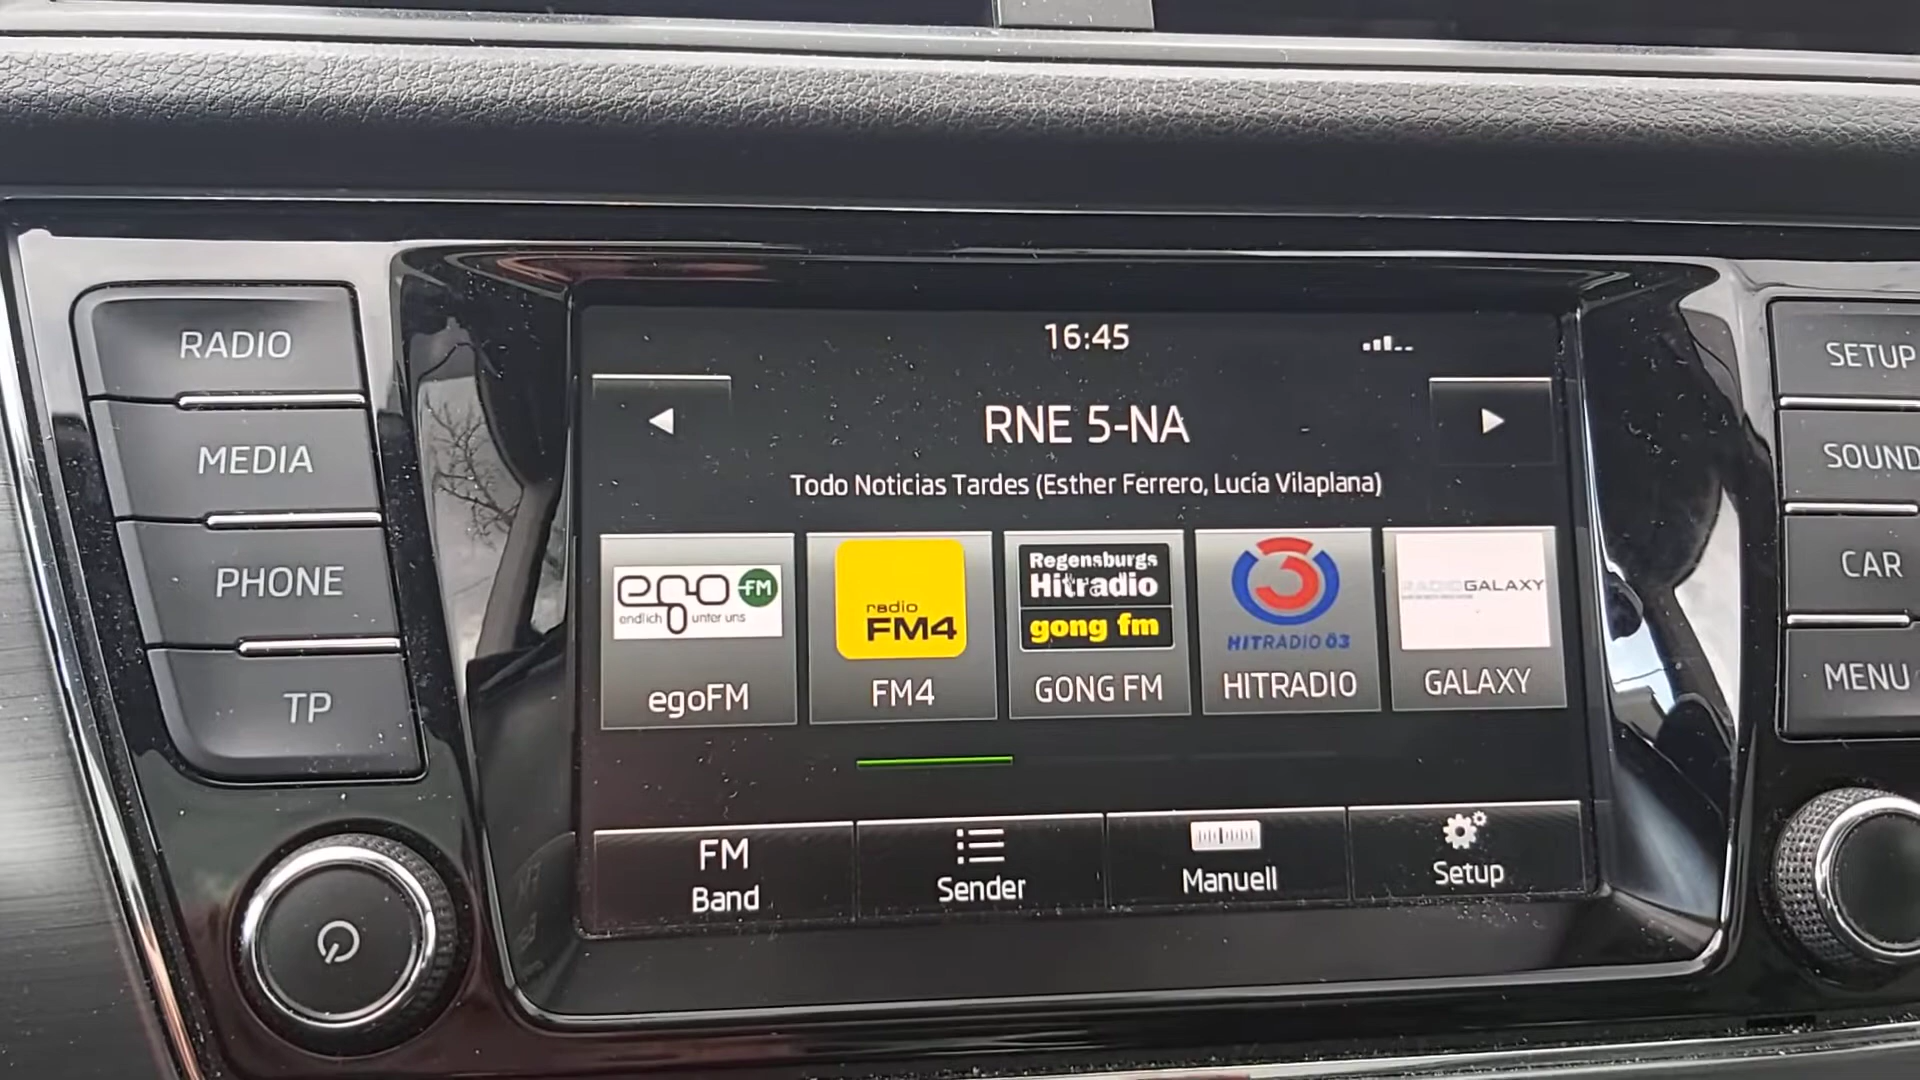 RADIO
MEDIA
PHONE
TP
16:45
RNE 5-NA
Todo Noticias Tardes (Esther Ferrero, Lucía Vilaplana)
ego FM
endlich unter uns
egoFM
radio
FM4
FM4
Regensburgs
Hitradio
gong fm
GONG FM
3
HITRADIO Ö3
HITRADIO
RADIO GALAXY
GALAXY
FM
Band
Sender
Manuell
Setup
SETUP
SOUND
CAR
MENU